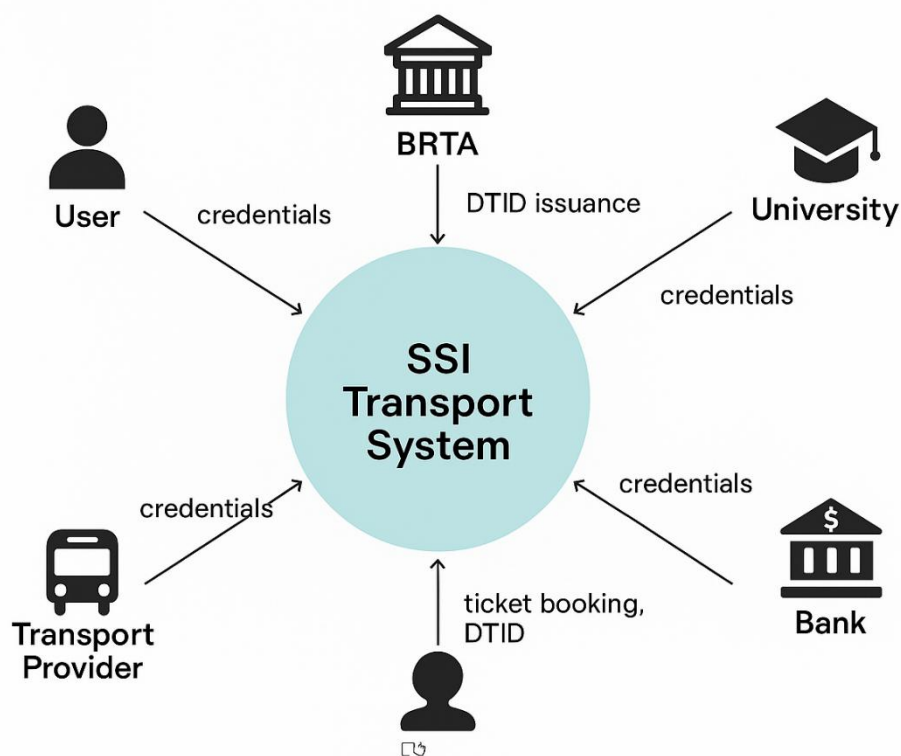 BRTA
User
credentials
DTID issuance
University
credentials
SSI
Transport
System
credentials
credentials
$
Transport
Provider
ticket booking,
DTID
Bank